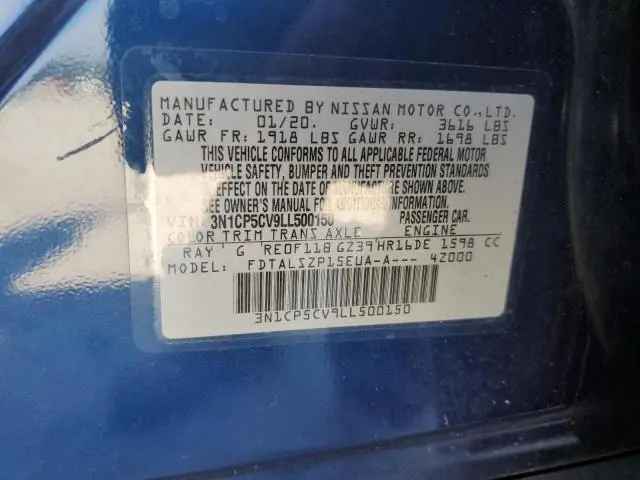 MANUFACTURED BY NISSAN MOTOR CO.,LTD.
DATE: 01/20. GVWR: 3616 LBS
GAWR FR: 1918 LBS GAWR RR: 1698 LBS
THIS VEHICLE CONFORMS TO ALL APPLICABLE FEDERAL MOTOR
VEHICLE SAFETY, BUMPER AND THEFT PREVENTION STANDARDS
IN EFFECT ON THE DATE OF MANUFACTURE SHOWN ABOVE.
SEE OWNER'S MANUAL FOR ADDITIONAL INFORMATION.
VIN: 3N1CP5CV9LL500150 PASSENGER CAR.
COLOR TRIM TRANS AXLE ENGINE
RAY G RE0F11B GZ39 HR16DE 1598 CC
MODEL: FDTALSZP15EUA-A--- 42000
3N1CP5CV9LL500150